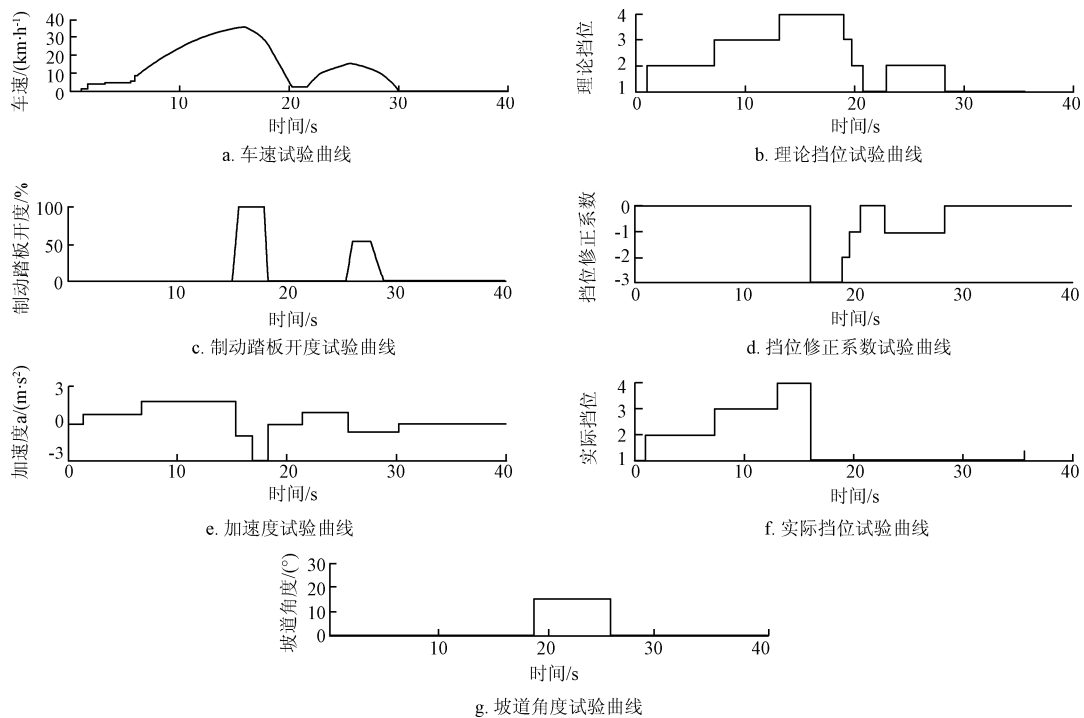 车速/(km·h⁻¹)
40
30
20
10
0
10
20
30
40
时间/s
a. 车速试验曲线
理论挡位
4
3
2
1
0
10
20
30
40
时间/s
b. 理论挡位试验曲线
制动踏板开度/%
100
50
0
10
20
30
40
时间/s
c. 制动踏板开度试验曲线
挡位修正系数
0
-1
-2
-3
0
10
20
30
40
时间/s
d. 挡位修正系数试验曲线
加速度a/(m·s²)
3
0
-3
0
10
20
30
40
时间/s
e. 加速度试验曲线
实际挡位
4
3
2
1
0
10
20
30
40
时间/s
f. 实际挡位试验曲线
坡道角度/(°)
30
20
10
0
10
20
30
40
时间/s
g. 坡道角度试验曲线